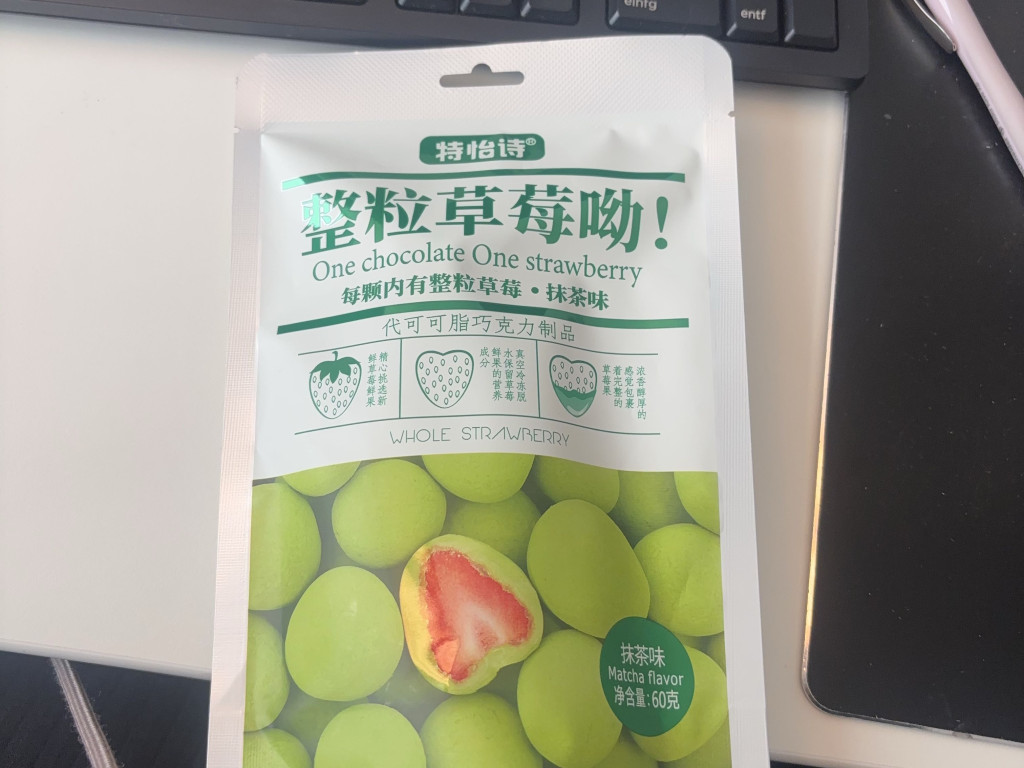 einfg
entf
特怡诗®
整粒草莓呦!
One chocolate One strawberry
每颗内有整粒草莓•抹茶味
代可可脂巧克力制品
精心挑选新
鲜草莓鲜果
真空冷冻脱
水保留草莓
鲜果的营养
成分
浓香醇厚的
感觉包裹
着完整的
草莓果
WHOLE STRAWBERRY
抹茶味
Matcha flavor
净含量:60克